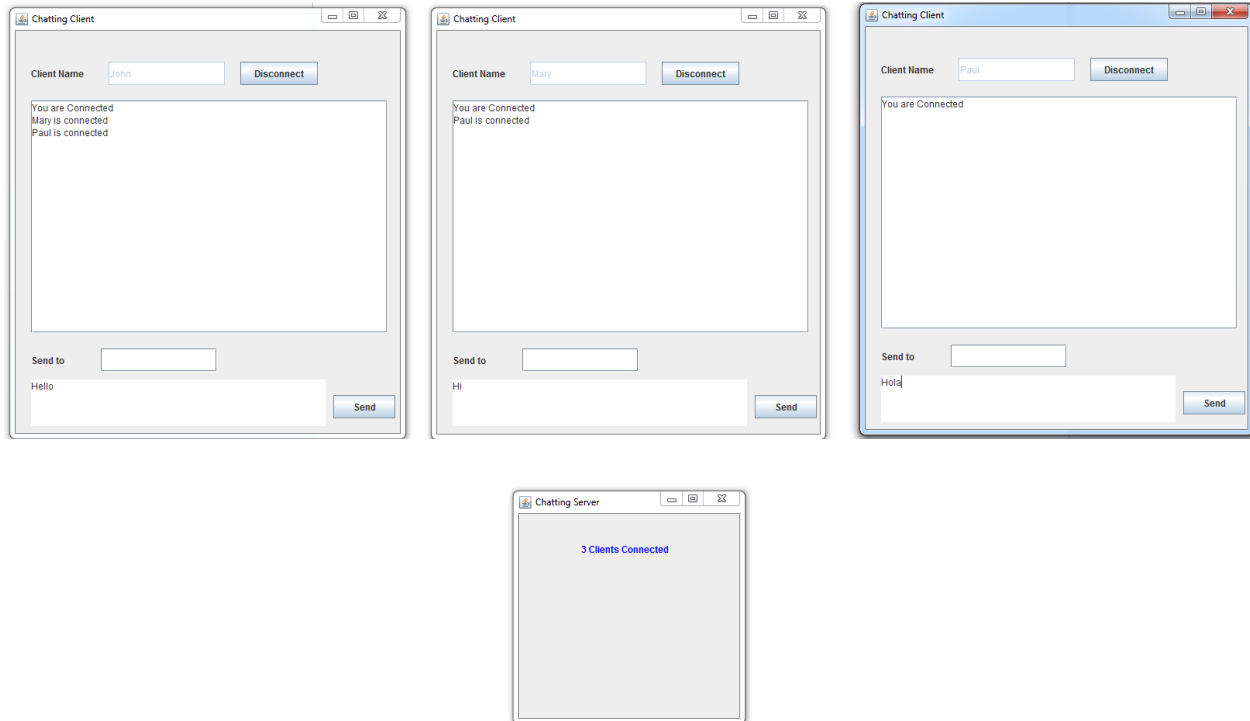 Chatting Client
Client Name John Disconnect
You are Connected
Mary is connected
Paul is connected
Send to
Hello
Send
Chatting Client
Client Name Mary Disconnect
You are Connected
Paul is connected
Send to
Hi
Send
Chatting Client
Client Name Paul Disconnect
You are Connected
Send to
Hola
Send
Chatting Server
3 Clients Connected